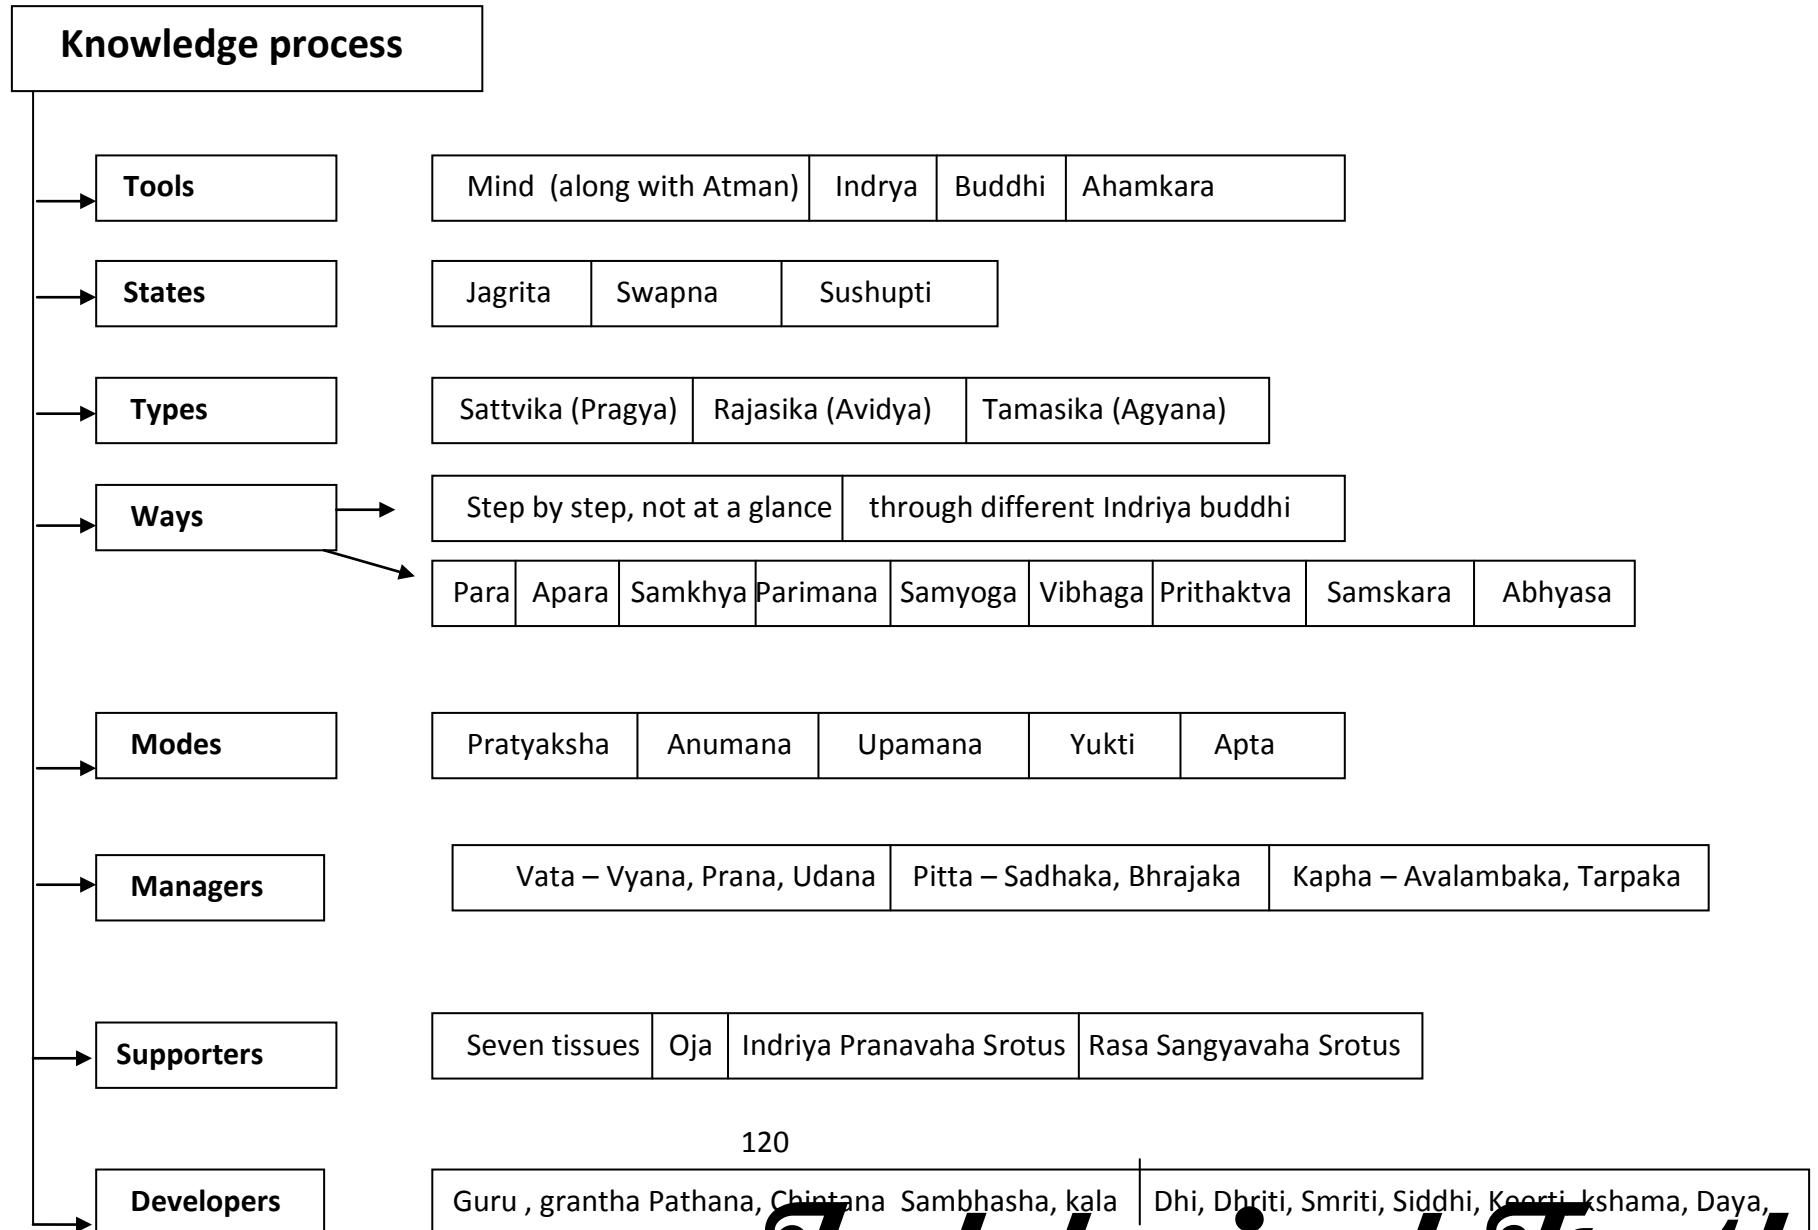 Knowledge process
Tools Mind (along with Atman) Indrya Buddhi Ahamkara
States Jagrita Swapna Sushupti
Types Sattvika (Pragya) Rajasika (Avidya) Tamasika (Agyana)
Ways Step by step, not at a glance through different Indriya buddhi
Para Apara Samkhya Parimana Samyoga Vibhaga Prithaktva Samskara Abhyasa
Modes Pratyaksha Anumana Upamana Yukti Apta
Managers Vata – Vyana, Prana, Udana Pitta – Sadhaka, Bhrajaka Kapha – Avalambaka, Tarpaka
Supporters Seven tissues Oja Indriya Pranavaha Srotus Rasa Sangyavaha Srotus
120
Developers Guru , grantha Pathana, Chintana Sambhasha, kala Dhi, Dhriti, Smriti, Siddhi, Keerti, kshama, Daya,